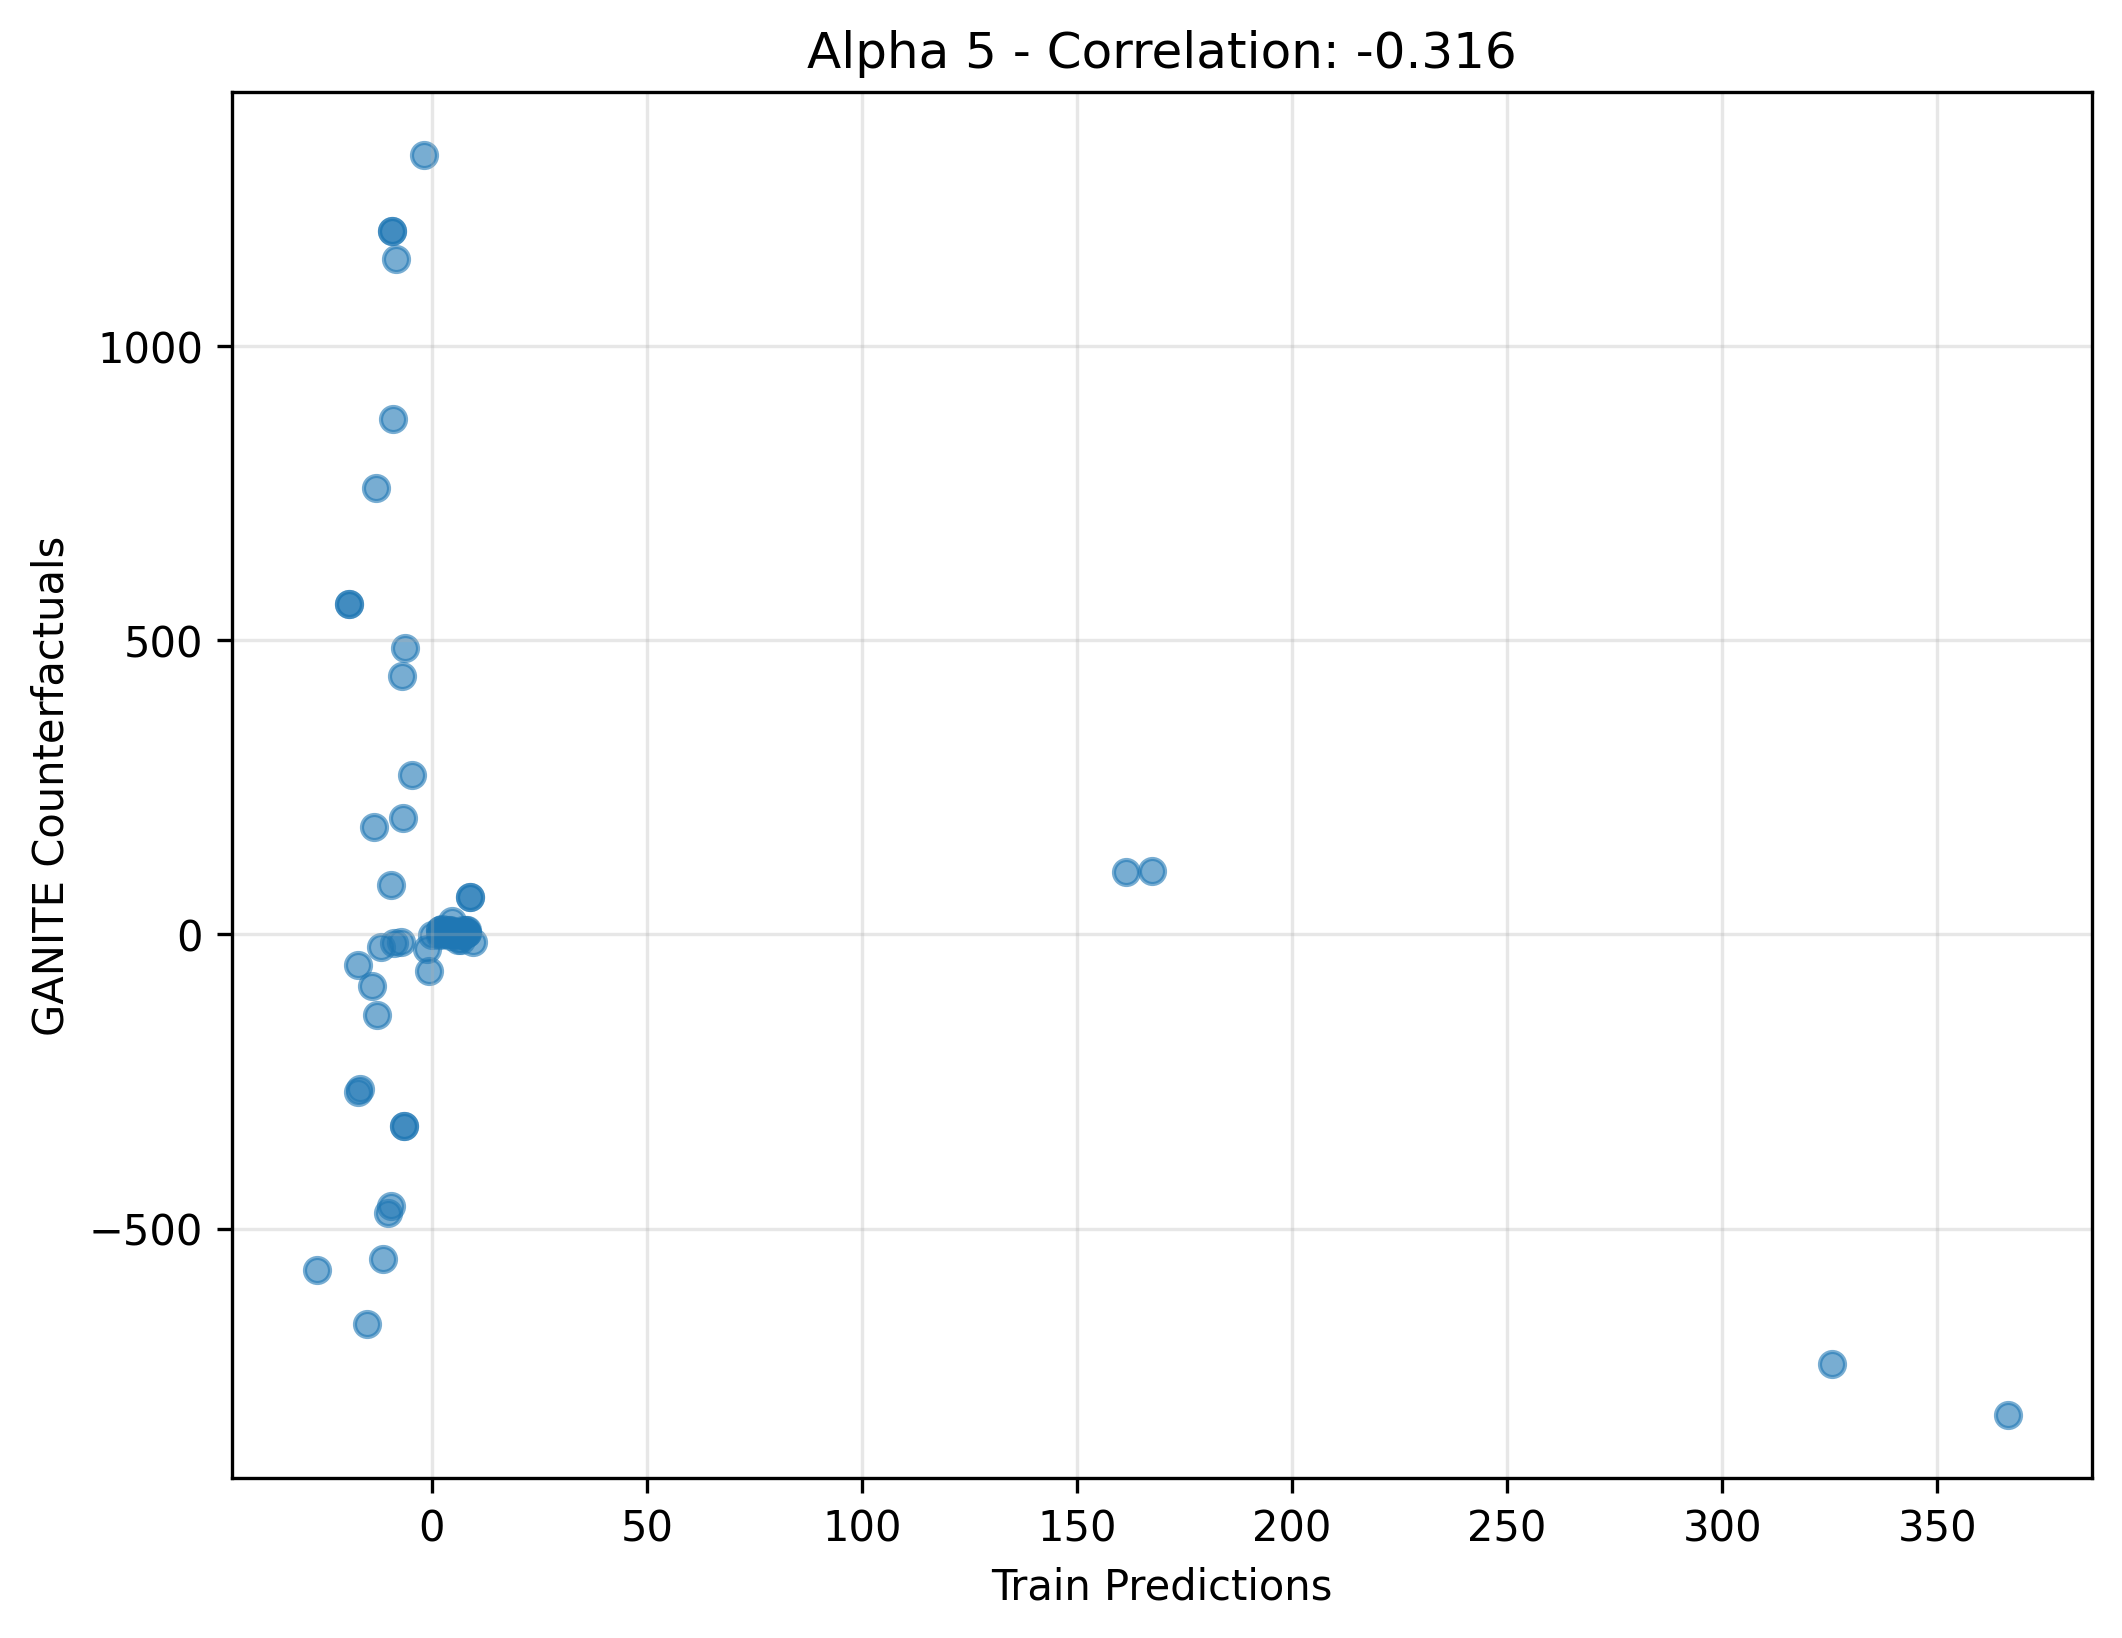 Alpha 5 - Correlation: -0.316
GANITE Counterfactuals
1000
500
0
−500
0 50 100 150 200 250 300 350
Train Predictions